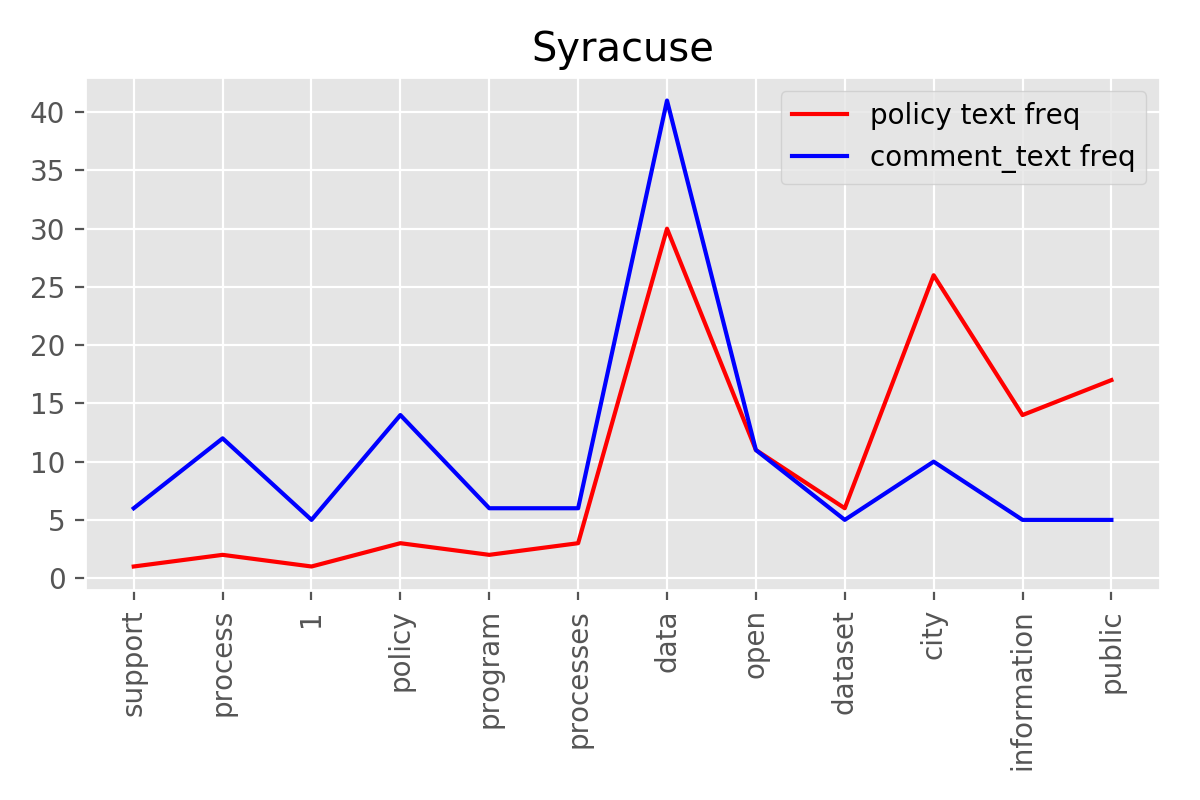 Syracuse
policy text freq
comment_text freq
40
35
30
25
20
15
10
5
0
support
process
1
policy
program
processes
data
open
dataset
city
information
public